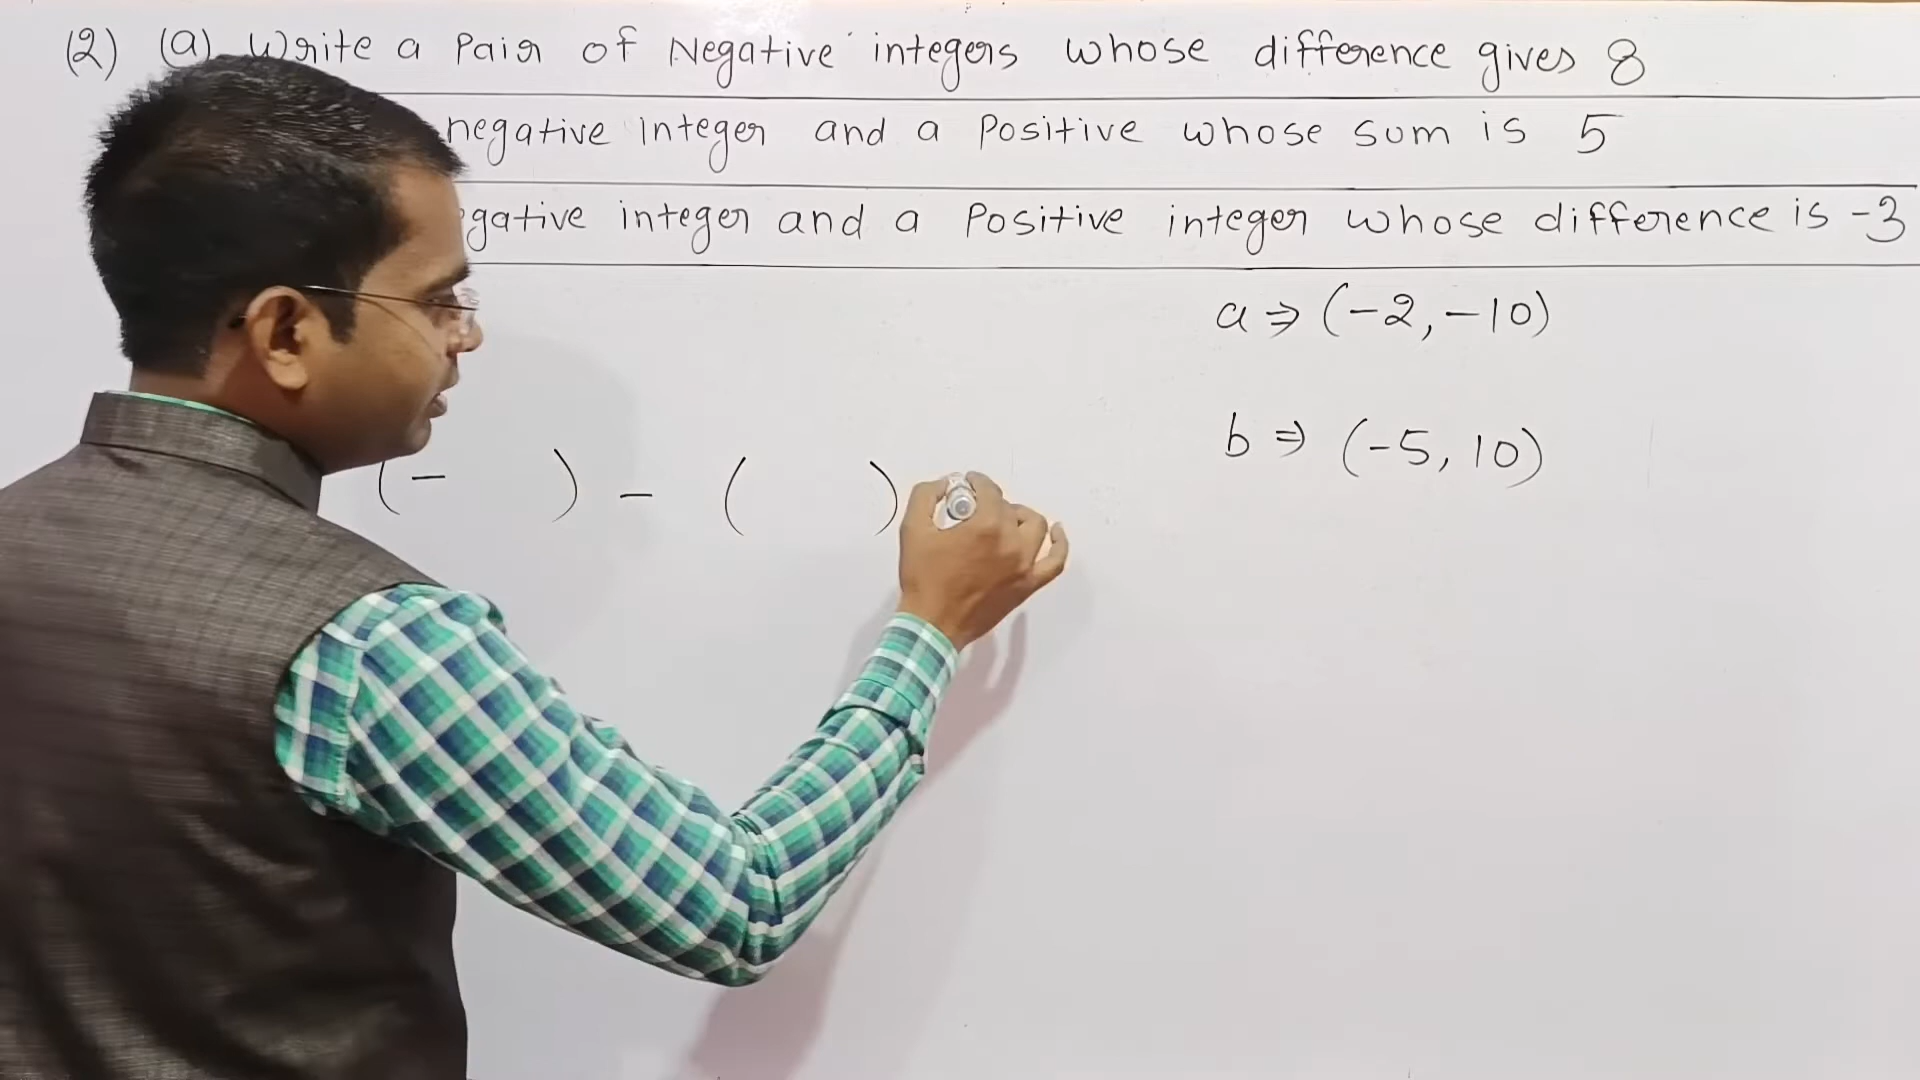 (2) (a) Write a Pair of Negative integers whose difference gives 8
negative integer and a Positive whose sum is 5
gative integer and a Positive integer whose difference is -3
a ⇒ (-2, -10)
b ⇒ (-5, 10)
(- ) - ( )